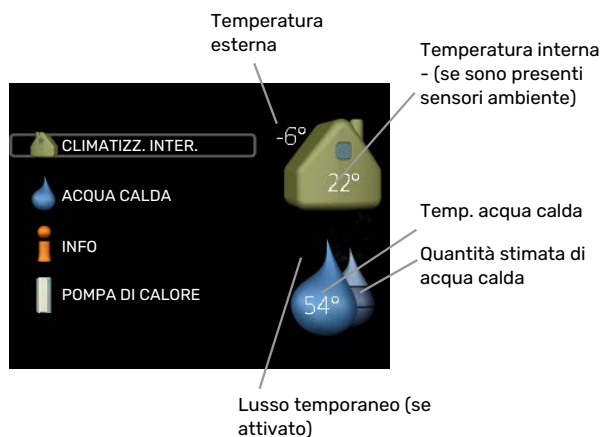 Temperatura
esterna
Temperatura interna
- (se sono presenti
sensori ambiente)
-6°
CLIMATIZZ. INTER.
22°
ACQUA CALDA
Temp. acqua calda
INFO
Quantità stimata di
acqua calda
POMPA DI CALORE
54°
Lusso temporaneo (se
attivato)